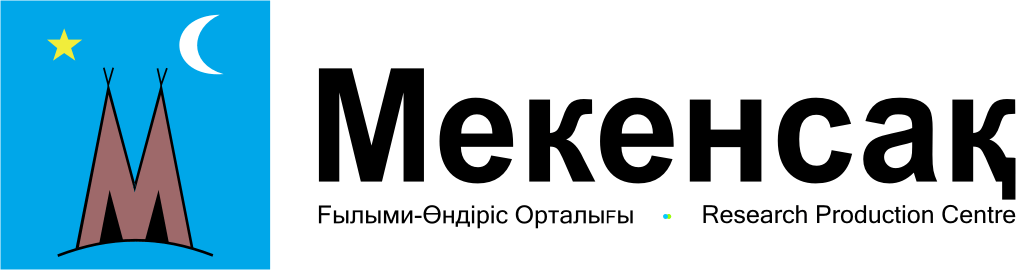 Мекенсақ
Ғылыми-Өндіріс Орталығы • Research Production Centre